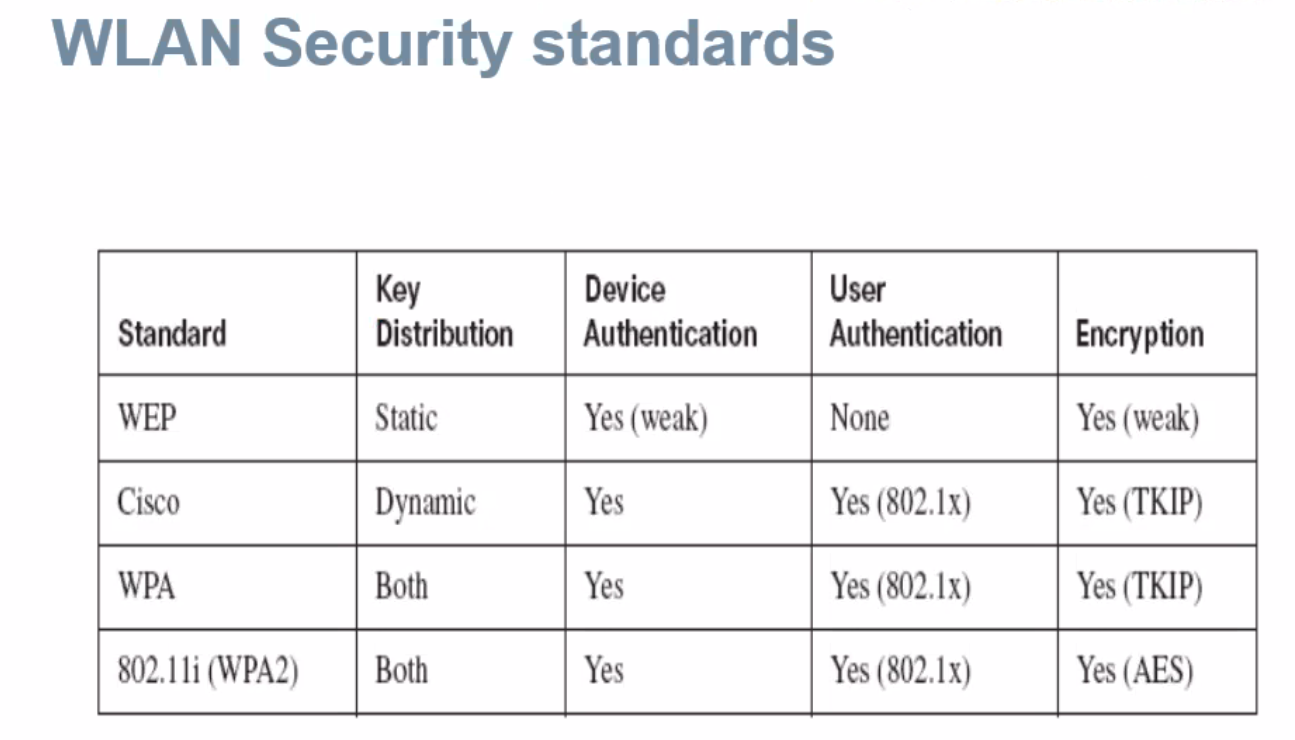 WLAN Security standards
Standard Key Distribution Device Authentication User Authentication Encryption
WEP Static Yes (weak) None Yes (weak)
Cisco Dynamic Yes Yes (802.1x) Yes (TKIP)
WPA Both Yes Yes (802.1x) Yes (TKIP)
802.11i (WPA2) Both Yes Yes (802.1x) Yes (AES)